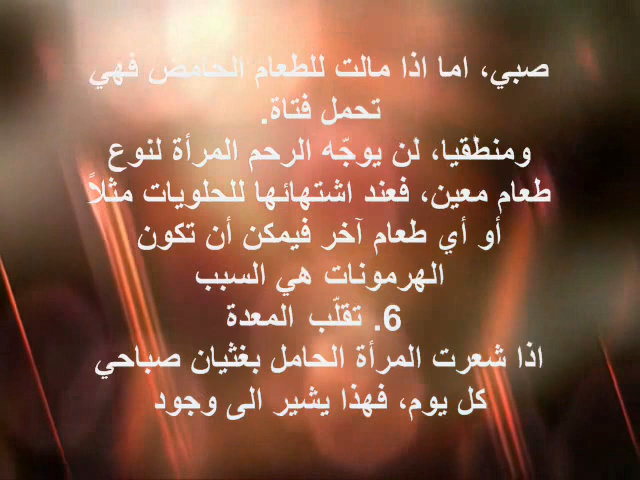 صبي، اما اذا مالت للطعام الحامض فهي
تحمل فتاة.
ومنطقيا، لن يوجّه الرحم المرأة لنوع
طعام معين، فعند اشتهائها للحلويات مثلاً
أو أي طعام آخر فيمكن أن تكون
الهرمونات هي السبب
6. تقلّب المعدة
اذا شعرت المرأة الحامل بغثيان صباحي
كل يوم، فهذا يشير الى وجود